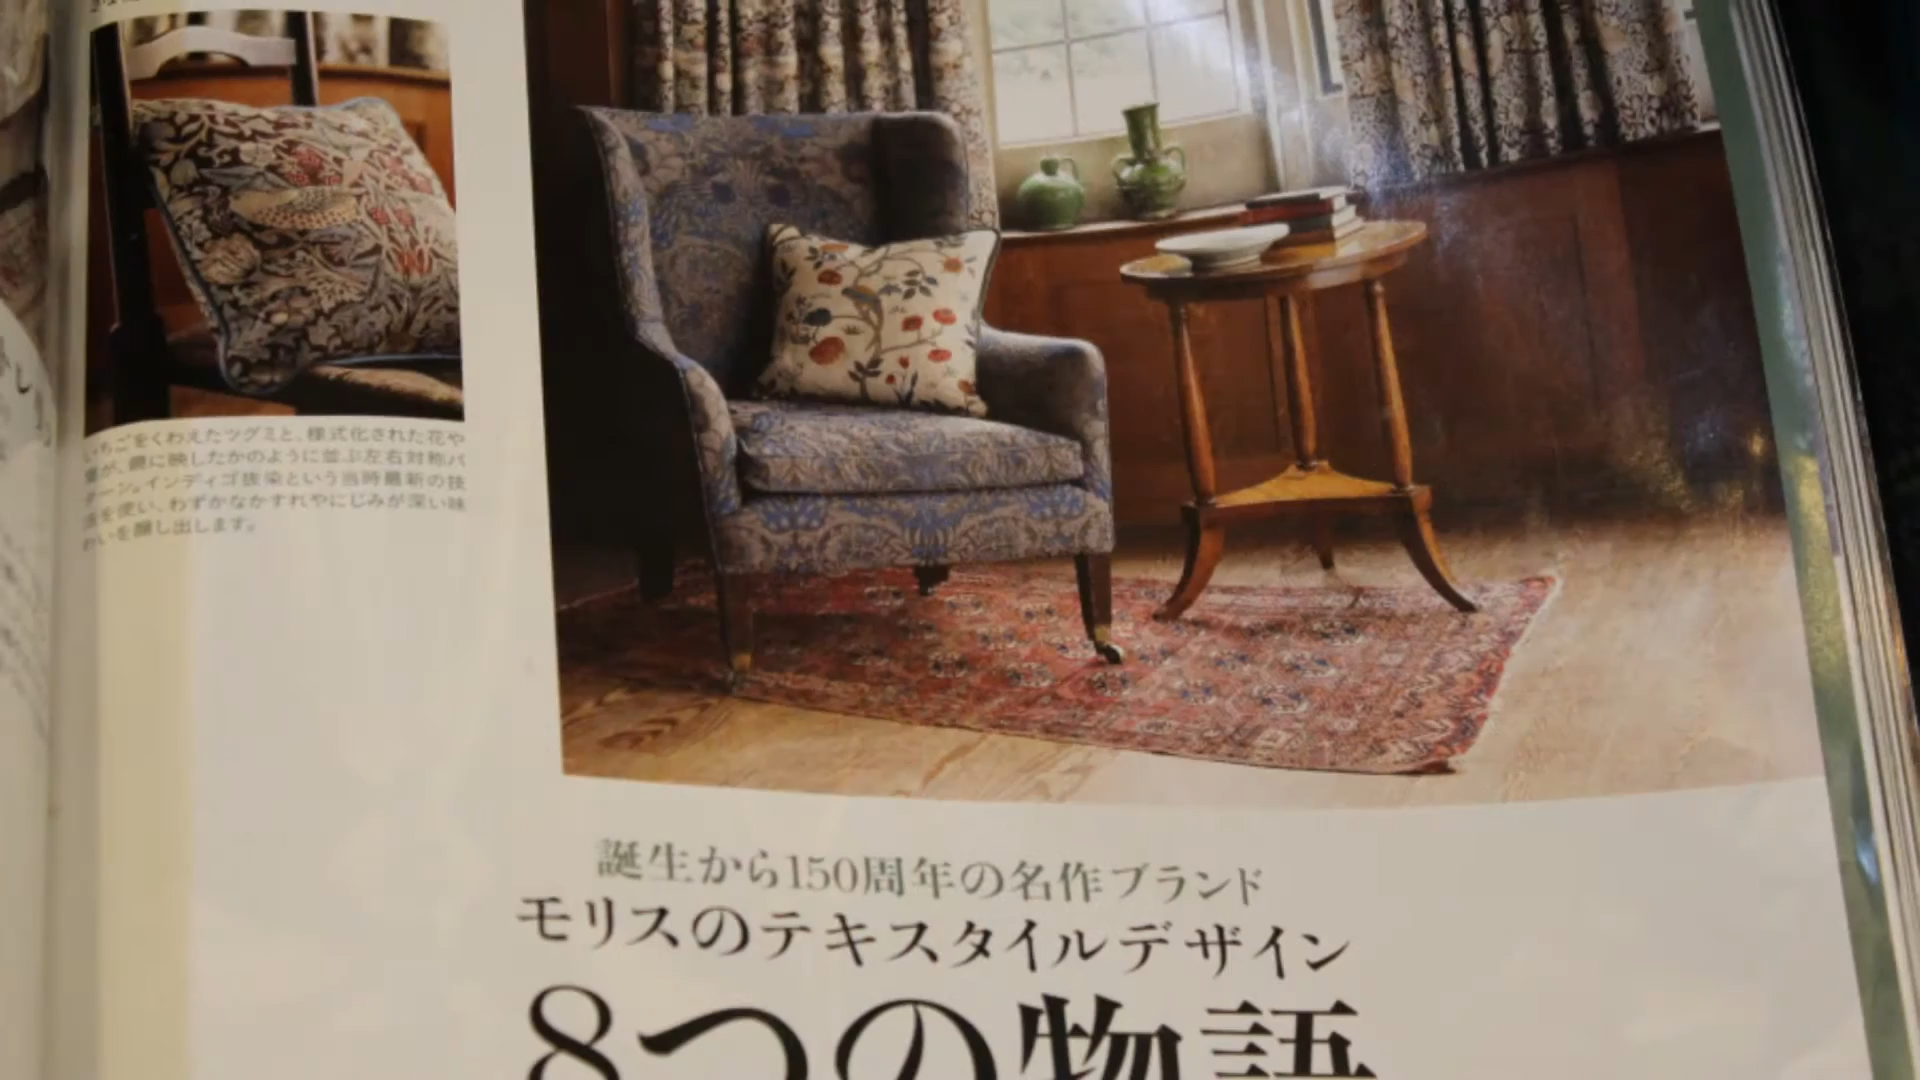 いちごをくわえたツグミと、様式化された花や
が、鏡に映したかのように並ぶ左右対称パ
ターン。インディゴ抜染という当時最新の技
を使い、わずかなかすれやにじみが深い味
わいを醸し出します。
誕生から150周年の名作ブランド
モリスのテキスタイルデザイン
8つの物語